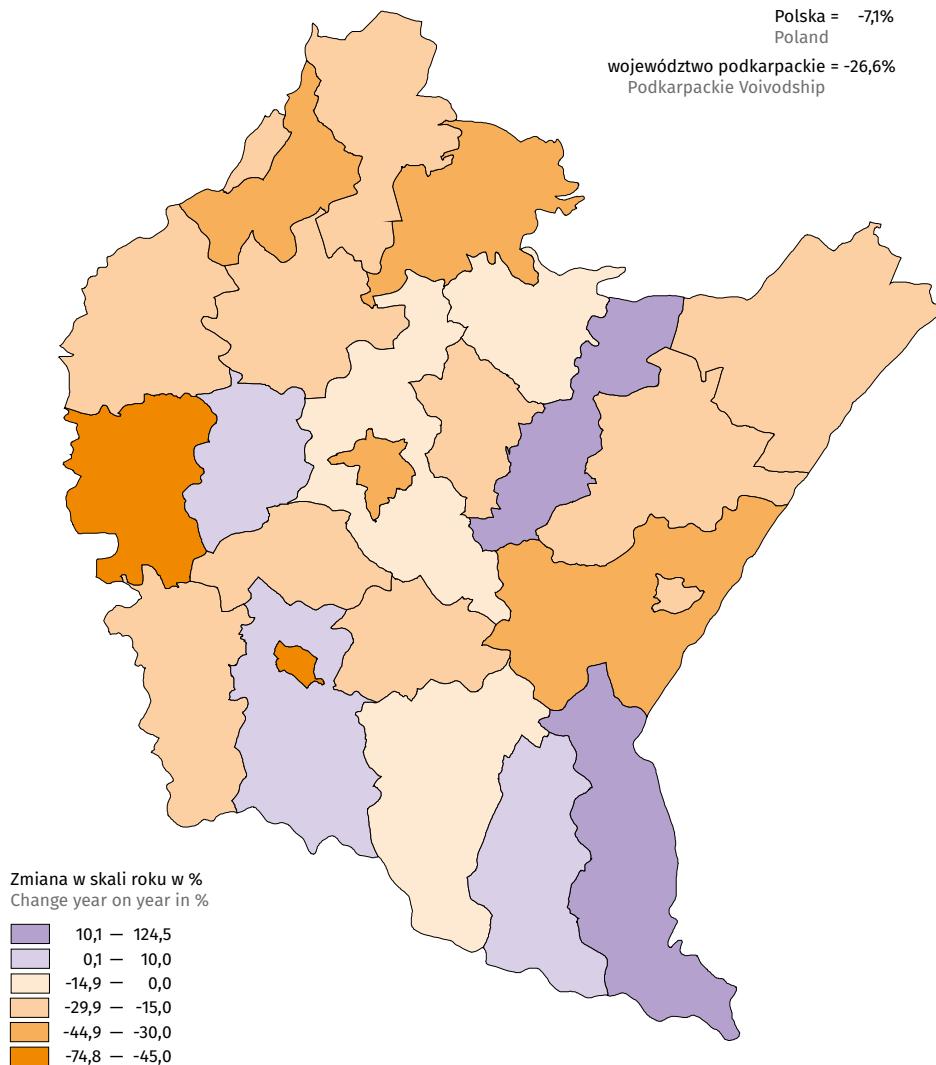 Polska = -7,1%
Poland
województwo podkarpackie = -26,6%
Podkarpackie Voivodship
Zmiana w skali roku w %
Change year on year in %
10,1 — 124,5
0,1 — 10,0
-14,9 — 0,0
-29,9 — -15,0
-44,9 — -30,0
-74,8 — -45,0